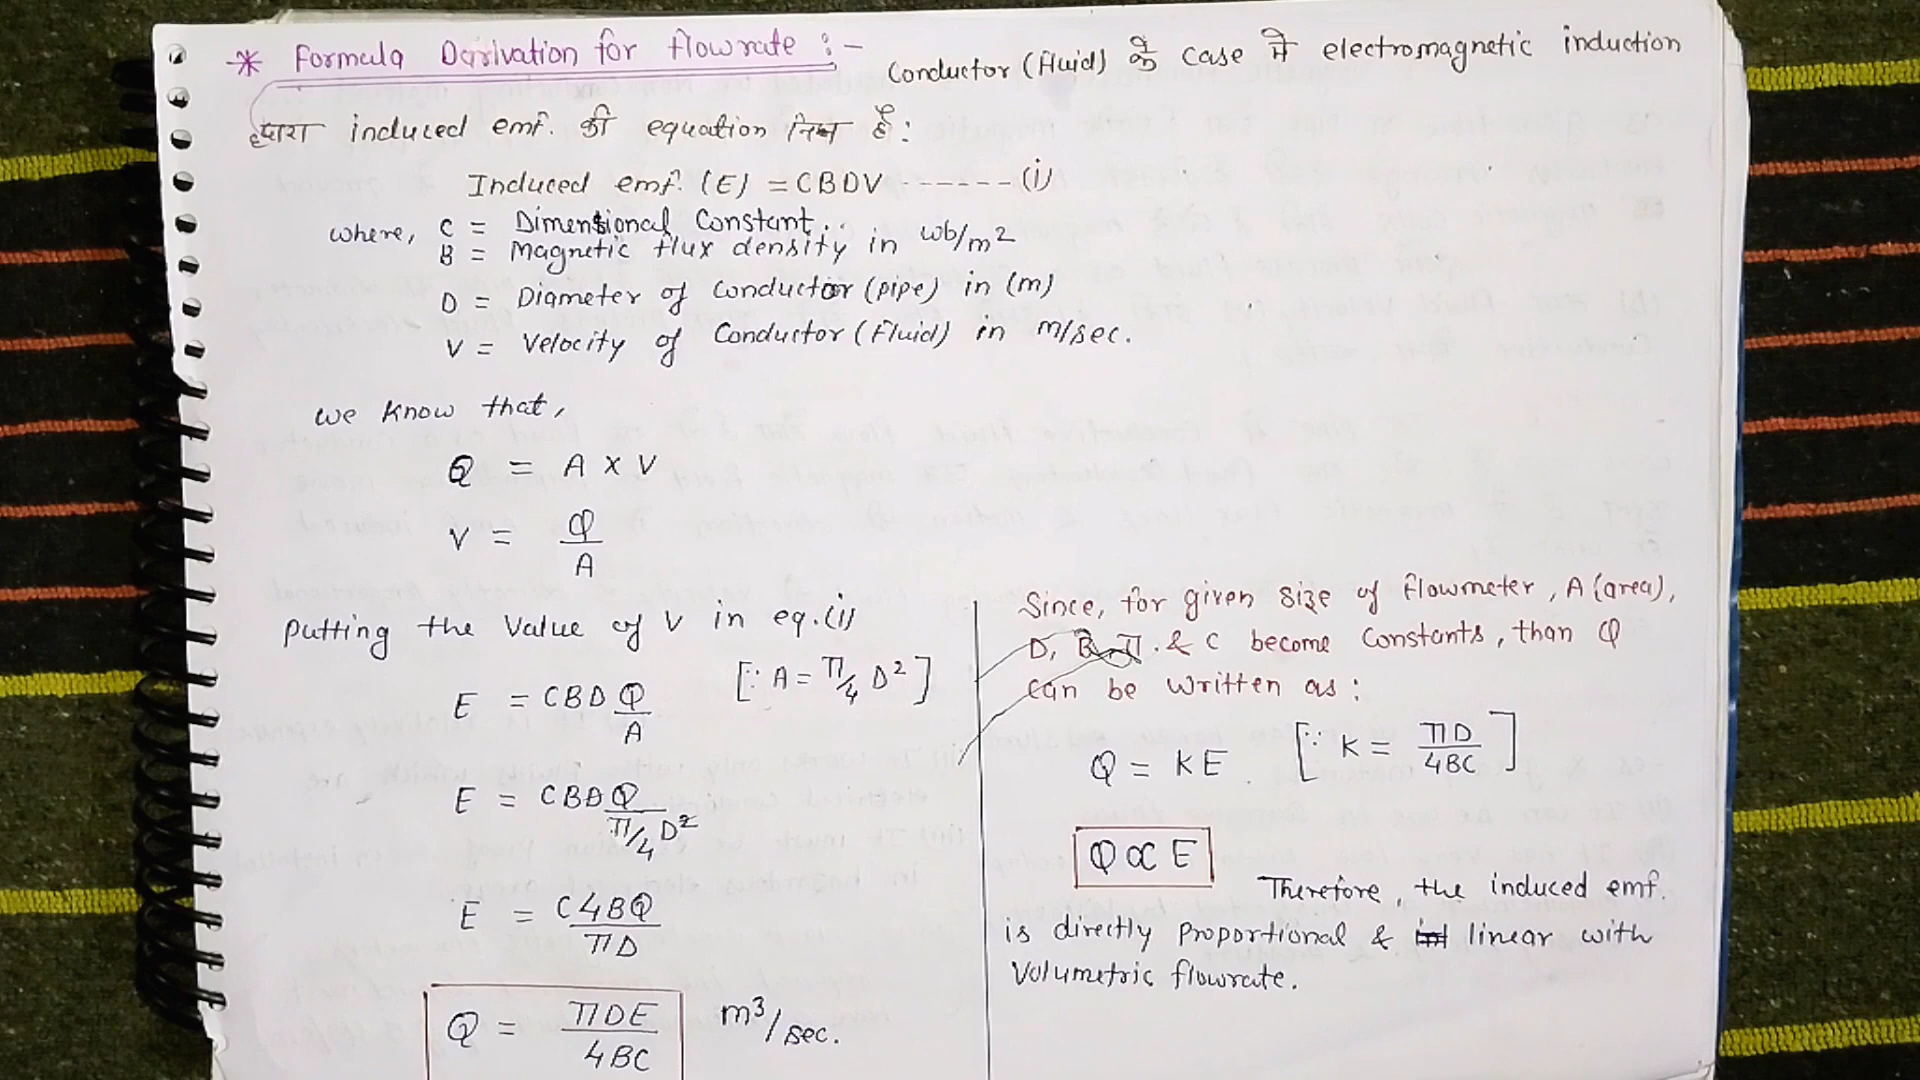 * Formula Darivation for flowrate :- Conductor (fluid) के case में electromagnetic induction
द्वारा induced emf. की equation निम्न है:
Induced emf. (E) = CBDV ------ (i)
where, C = Dimensional Constant.
B = Magnetic flux density in wb/m²
D = Diameter of Conductor (pipe) in (m)
V = Velocity of Conductor (fluid) in m/sec.
we know that,
Q = A x V
V = Q/A
putting the value of V in eq.(i)
E = CBD Q/A [∵ A = π/4 D²]
E = CBD Q/(π/4 D²)
E = C4BQ/πD
Q = πDE/4BC m³/sec.
Since, for given size of flowmeter, A (area),
D, B, π. & C become Constants, than Q
can be written as :
Q = KE [∵ K = πD/4BC]
Q ∝ E
Therefore, the induced emf.
is directly proportional & linear with
Volumetric flowrate.